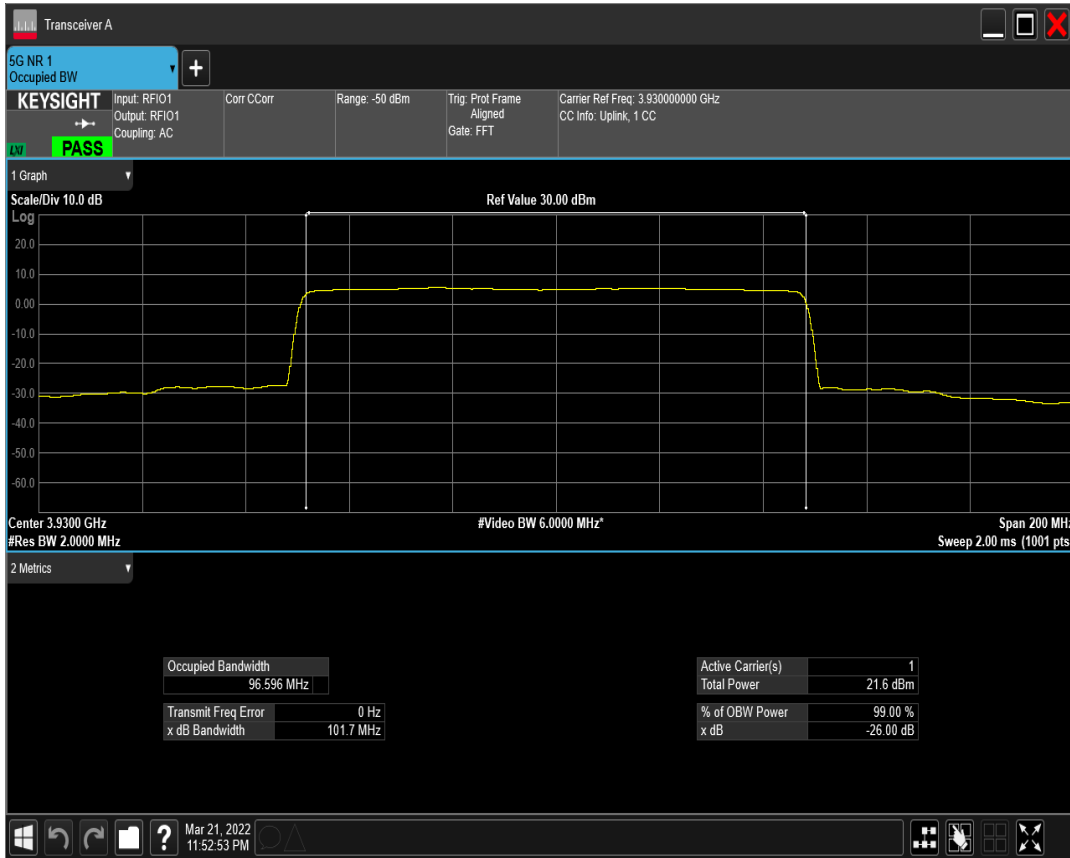 Transceiver A
5G NR 1
Occupied BW
+
KEYSIGHT
LXI
PASS
Input: RFIO1
Output: RFIO1
Coupling: AC
Corr CCorr
Range: -50 dBm
Trig: Prot Frame
Aligned
Gate: FFT
Carrier Ref Freq: 3.930000000 GHz
CC Info: Uplink, 1 CC
1 Graph
Scale/Div 10.0 dB
Ref Value 30.00 dBm
Log
20.0
10.0
0.00
-10.0
-20.0
-30.0
-40.0
-50.0
-60.0
Center 3.9300 GHz
#Video BW 6.0000 MHz*
Span 200 MHz
#Res BW 2.0000 MHz
Sweep 2.00 ms (1001 pts
2 Metrics
Occupied Bandwidth
96.596 MHz
Transmit Freq Error 0 Hz
x dB Bandwidth 101.7 MHz
Active Carrier(s) 1
Total Power 21.6 dBm
% of OBW Power 99.00 %
x dB -26.00 dB
?
Mar 21, 2022
11:52:53 PM